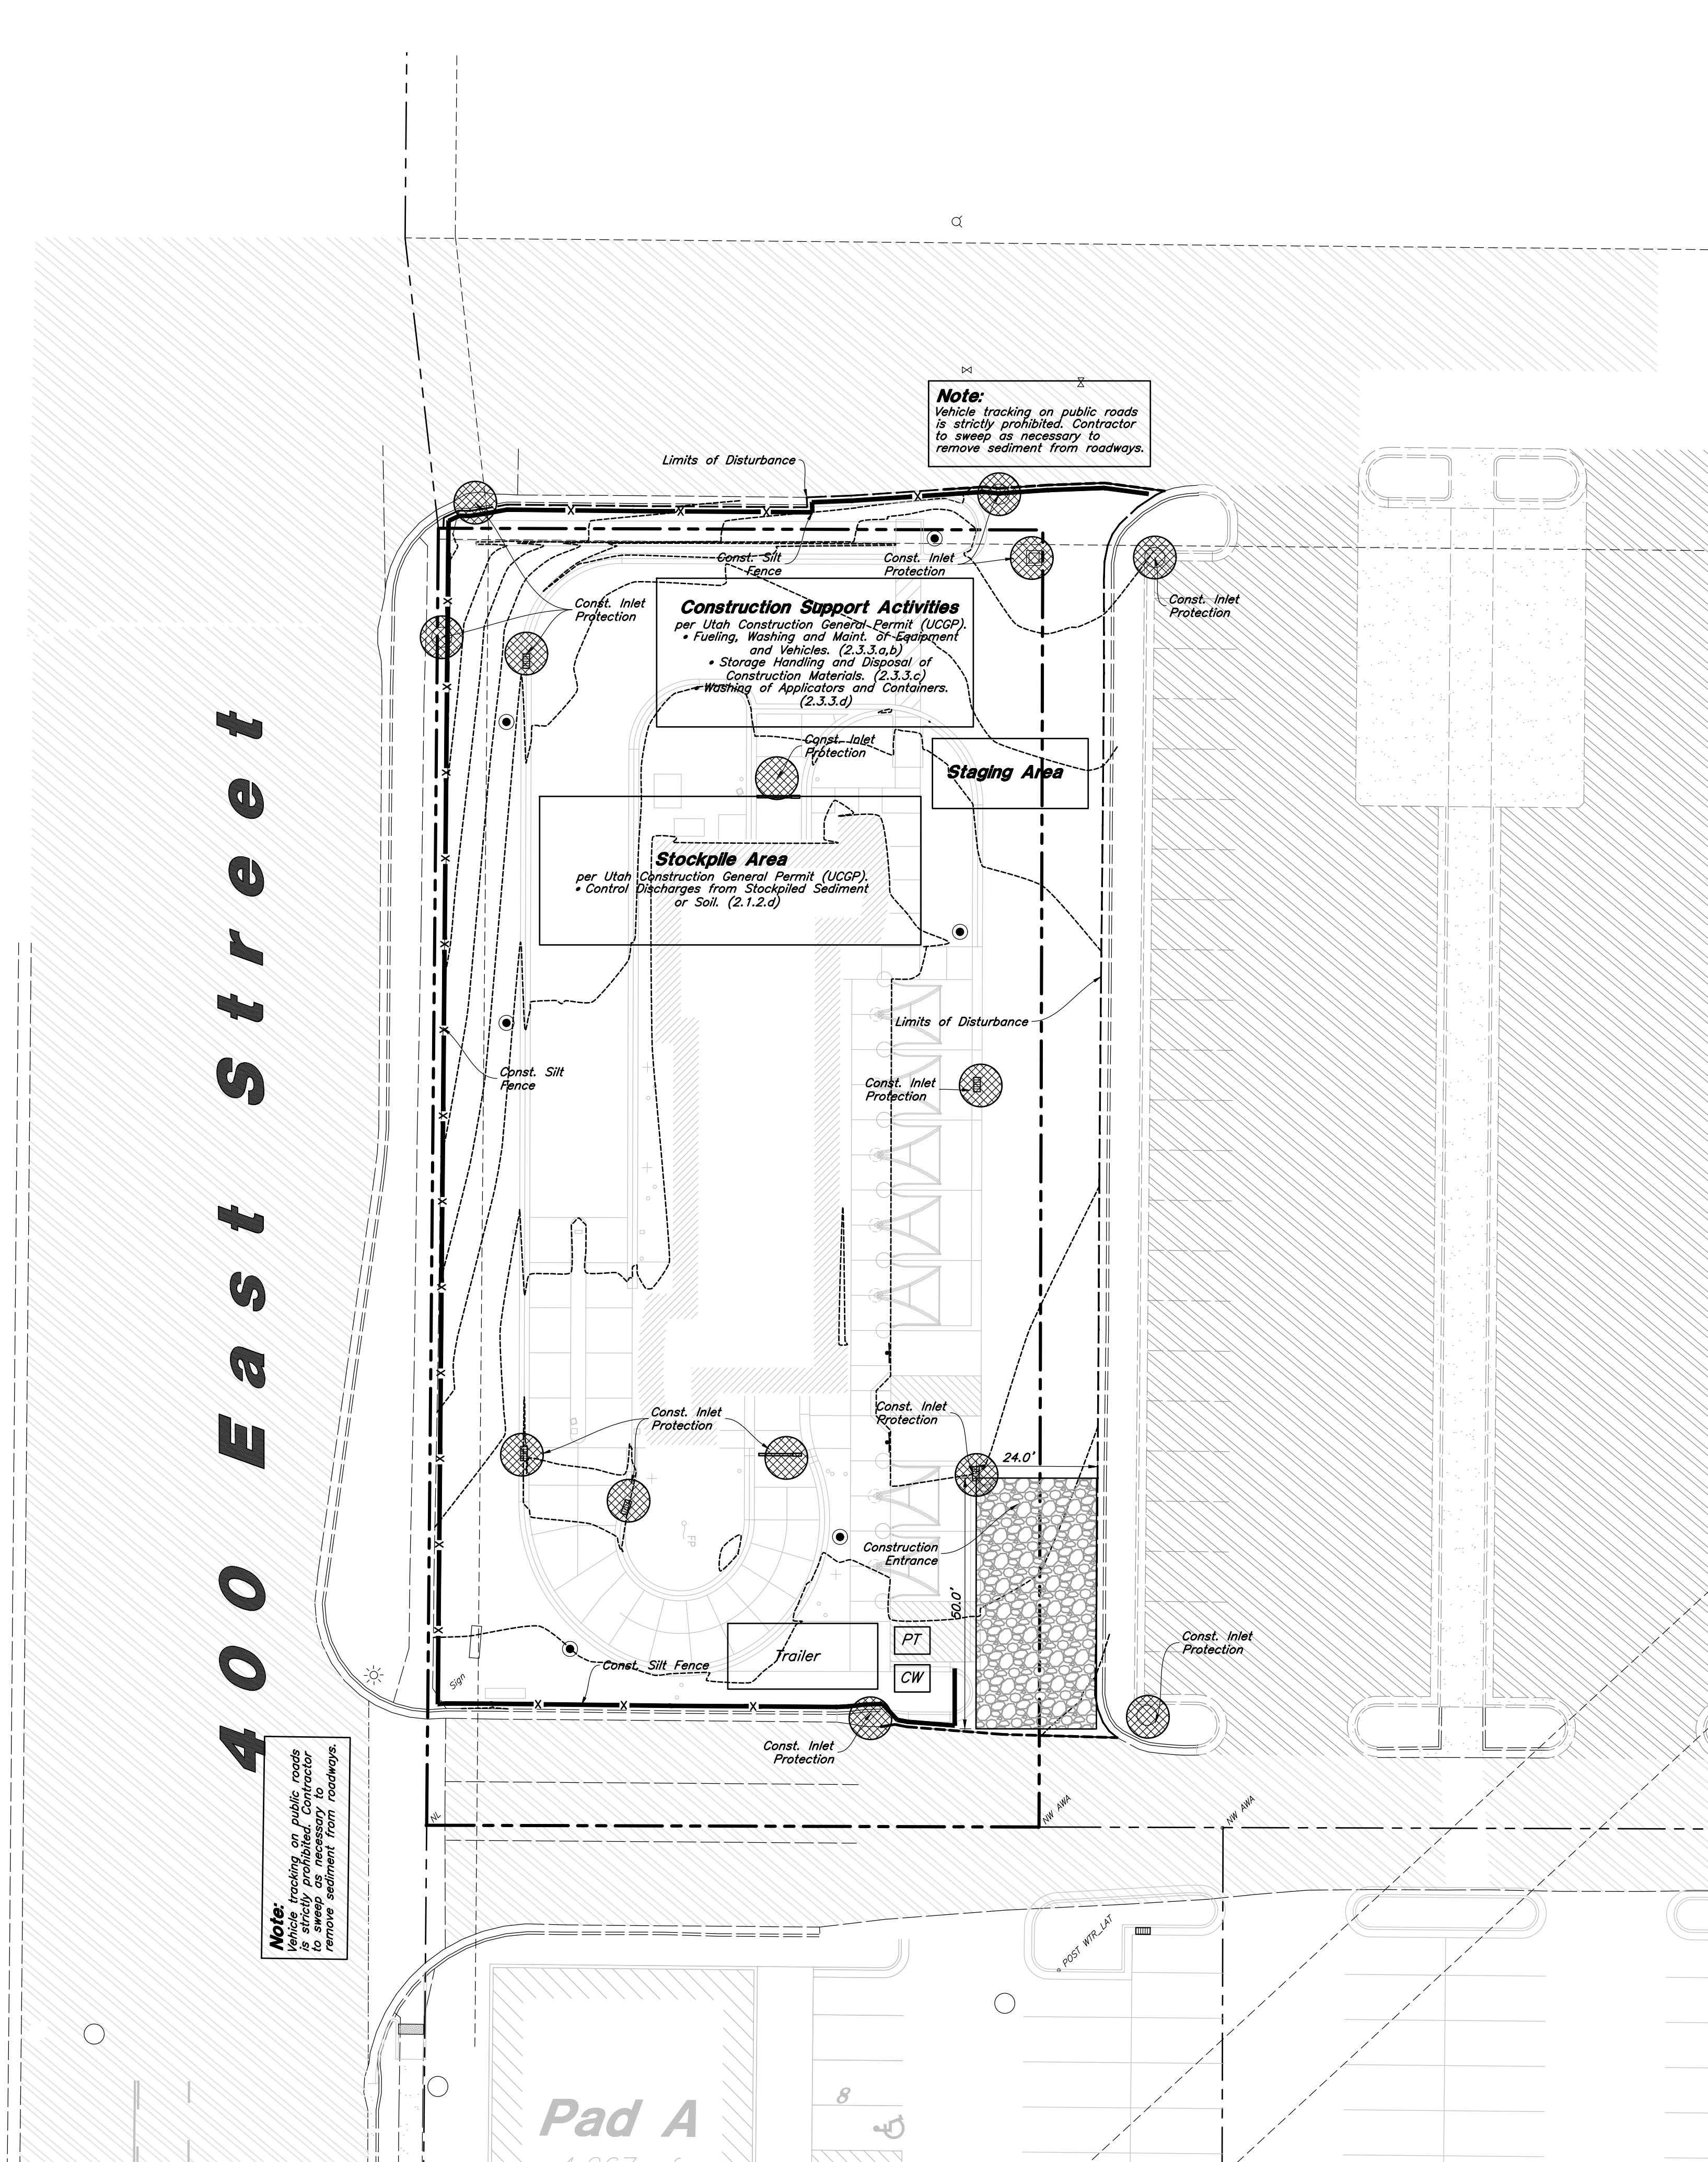 Note:
Vehicle tracking on public roads
is strictly prohibited. Contractor
to sweep as necessary to
remove sediment from roadways.
Limits of Disturbance
Const. Silt
Fence
Const. Inlet
Protection
Const. Inlet
Protection
Const. Inlet
Protection
Construction Support Activities
per Utah Construction General Permit (UCGP).
• Fueling, Washing and Maint. of Equipment
and Vehicles. (2.3.3.a,b)
• Storage Handling and Disposal of
Construction Materials. (2.3.3.c)
• Washing of Applicators and Containers.
(2.3.3.d)
Const. Inlet
Protection
Staging Area
Stockpile Area
per Utah Construction General Permit (UCGP).
• Control Discharges from Stockpiled Sediment
or Soil. (2.1.2.d)
Limits of Disturbance
Const. Silt
Fence
Const. Inlet
Protection
400 East Street
Const. Inlet
Protection
Const. Inlet
Protection
24.0'
Construction
Entrance
50.0'
FP
Trailer
PT
CW
Const. Silt Fence
Sign
Const. Inlet
Protection
Const. Inlet
Protection
Note:
Vehicle tracking on public roads
is strictly prohibited. Contractor
to sweep as necessary to
remove sediment from roadways.
NL
NW AWA
NW AWA
POST WTR_LAT
Pad A
8